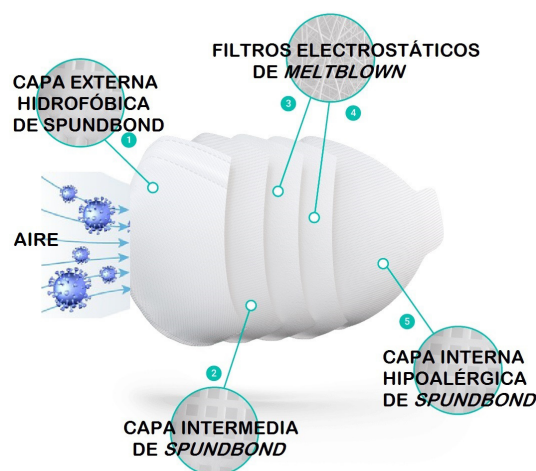 FILTROS ELECTROSTÁTICOS
DE MELTBLOWN
3
4
CAPA EXTERNA
HIDROFÓBICA
DE SPUNDBOND
1
AIRE
5
CAPA INTERNA
HIPOALÉRGICA
DE SPUNDBOND
2
CAPA INTERMEDIA
DE SPUNDBOND